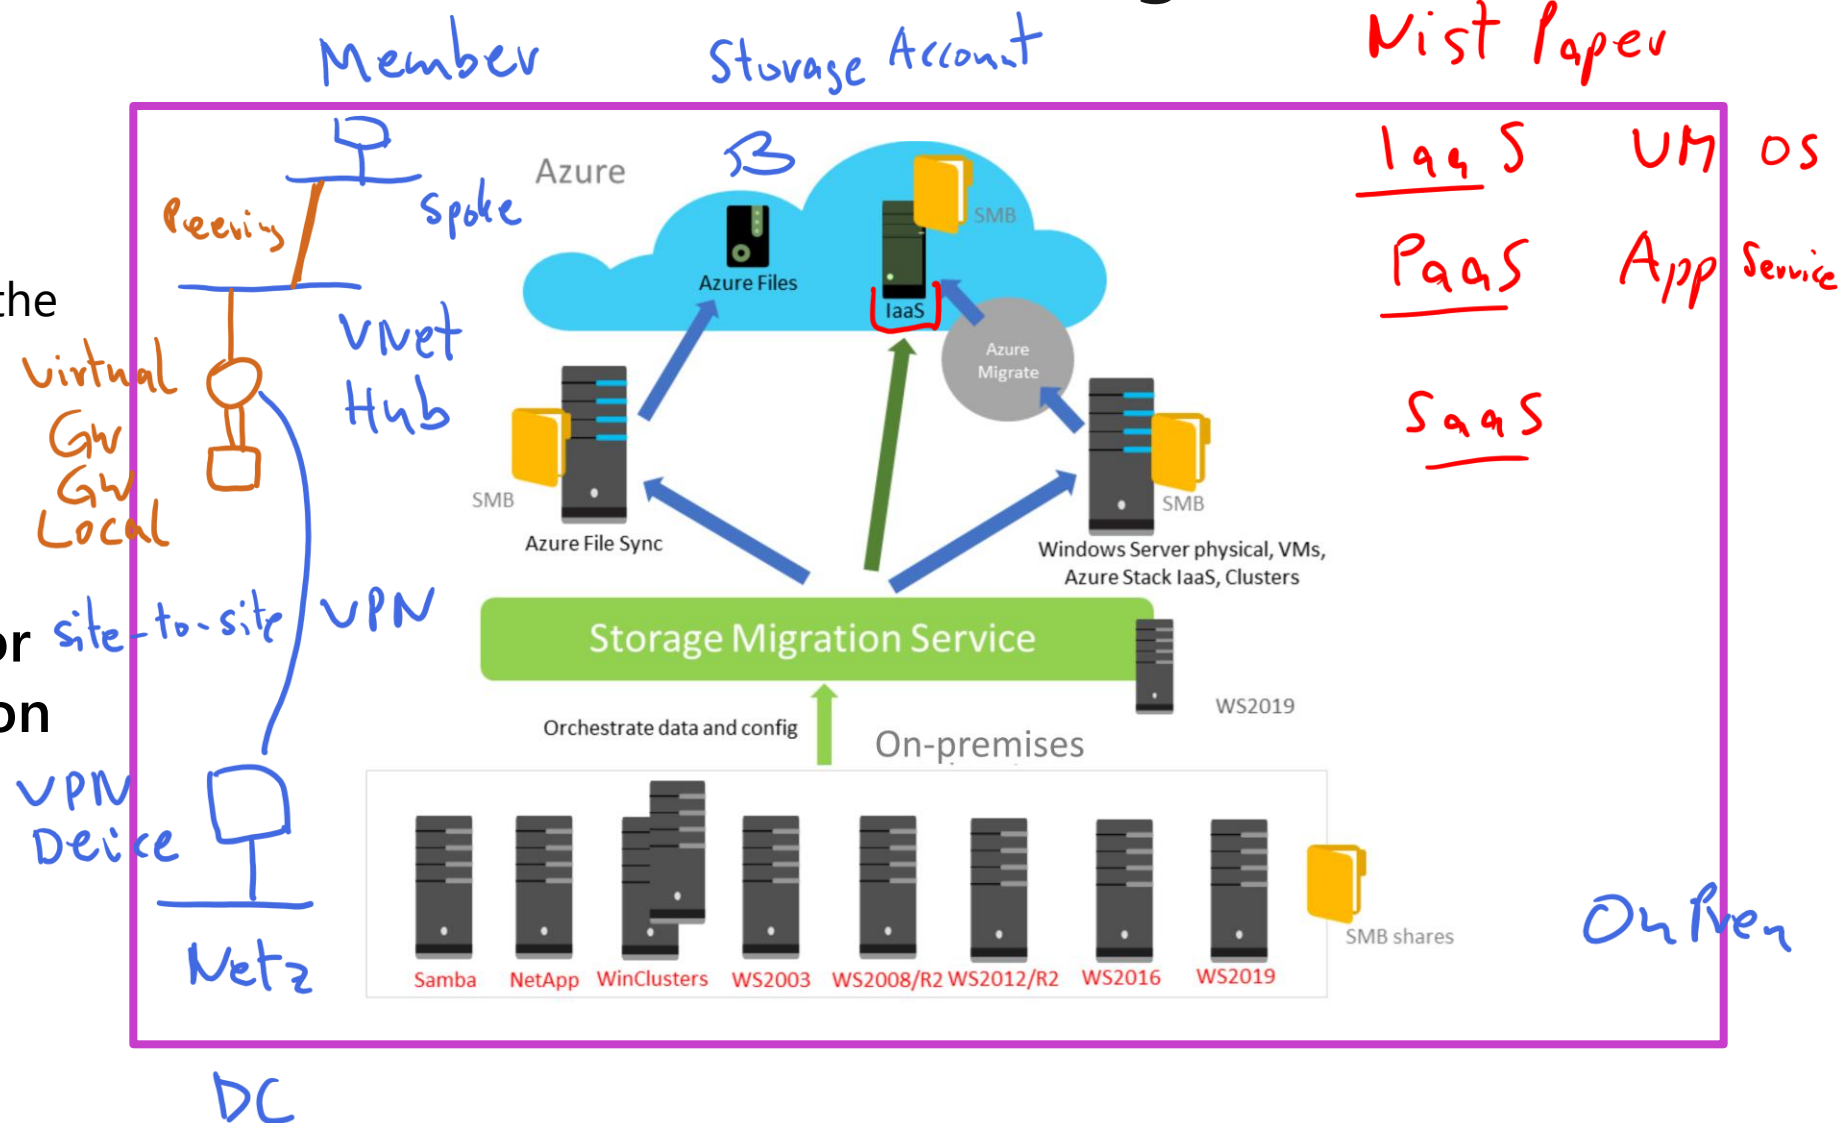 Member
Storage Account
Nist Paper
Azure
IaaS VM OS
Peering
Spoke
SMB
PaaS App Service
Azure Files
IaaS
the
VNet
Hub
Virtual
Gw
Gw
Local
Azure
Migrate
SaaS
SMB
SMB
Azure File Sync
Windows Server physical, VMs,
Azure Stack IaaS, Clusters
or
site-to-site VPN
Storage Migration Service
on
WS2019
Orchestrate data and config
On-premises
VPN
Deice
Samba NetApp WinClusters WS2003 WS2008/R2 WS2012/R2 WS2016 WS2019
SMB shares
On Prem
Netz
DC